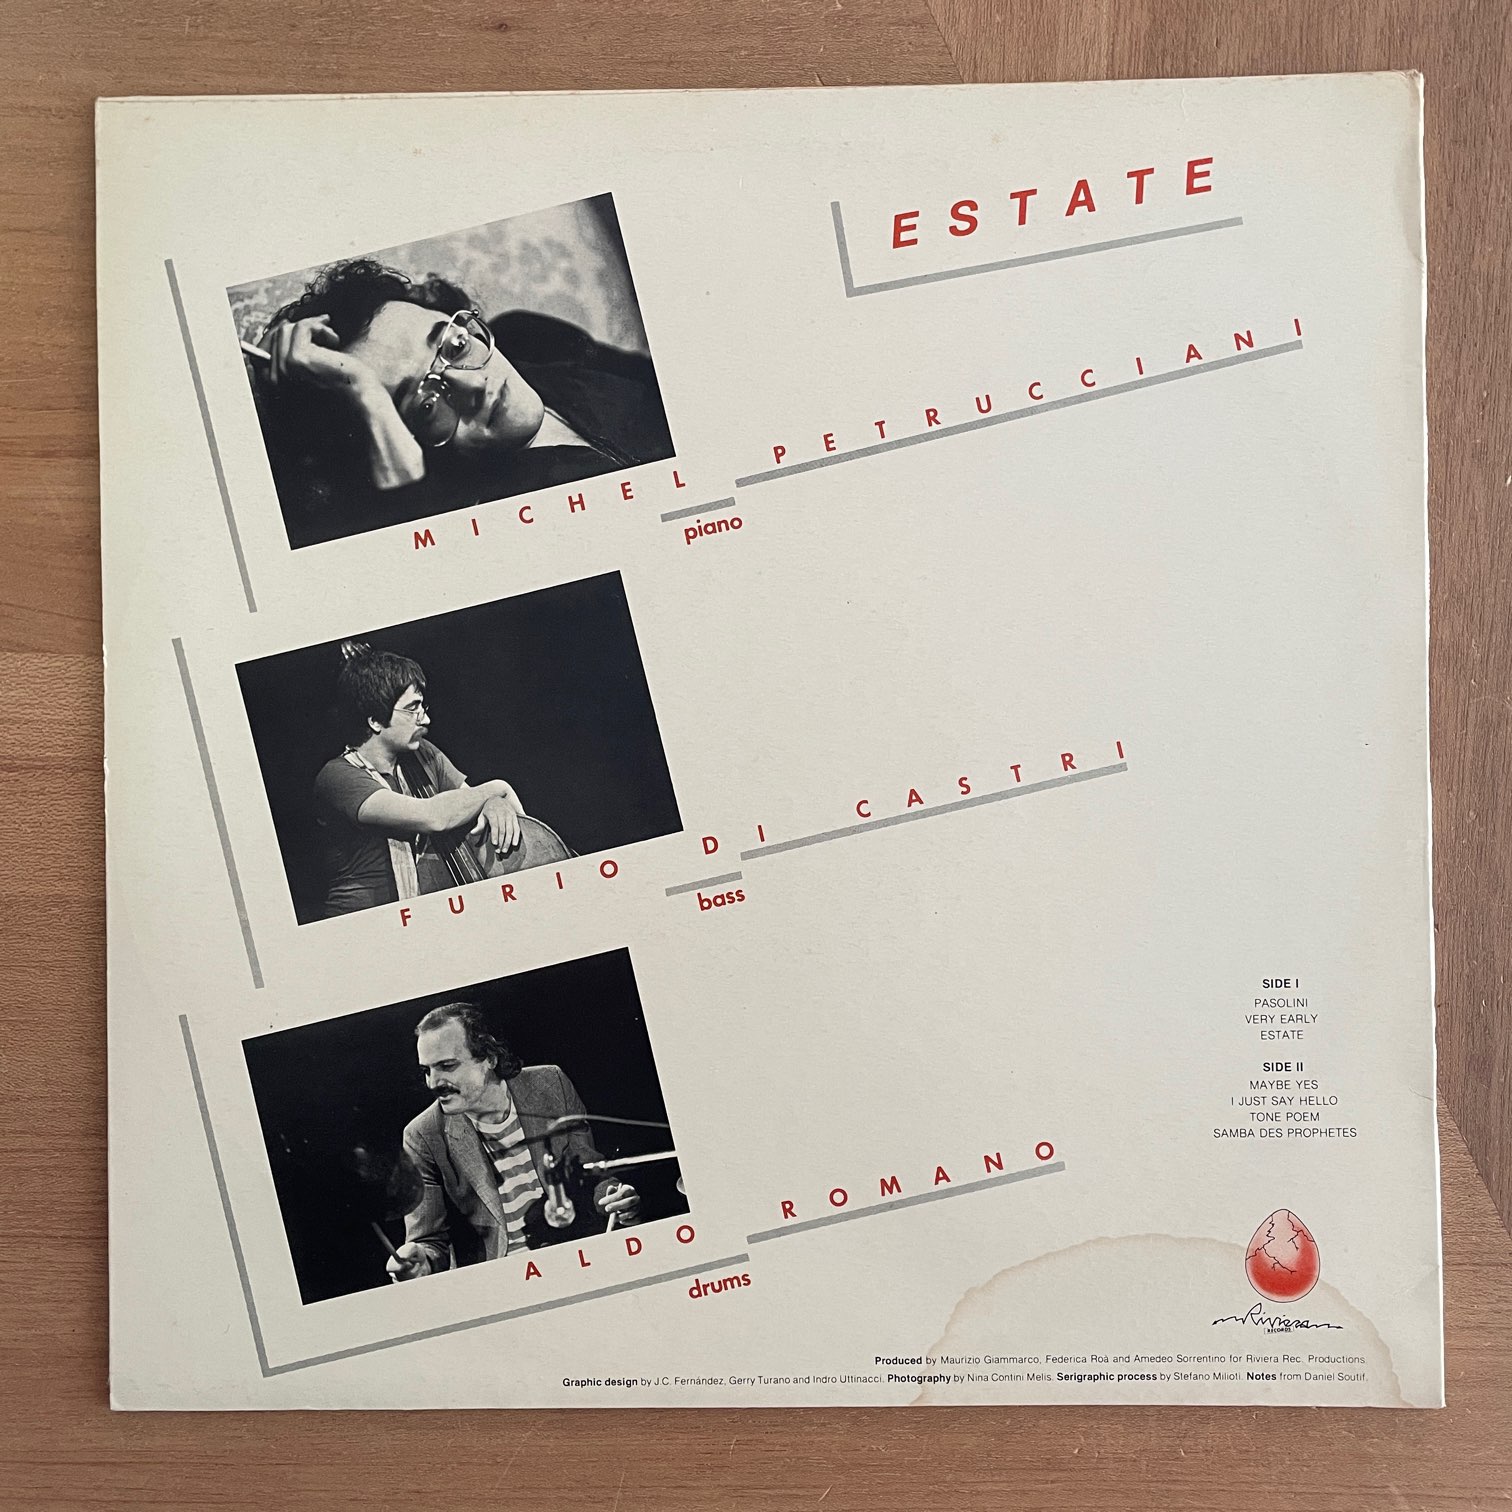 ESTATE
MICHEL PETRUCCIANI
piano
FURIO DI CASTRI
bass
ALDO ROMANO
drums
SIDE I
PASOLINI
VERY EARLY
ESTATE
SIDE II
MAYBE YES
I JUST SAY HELLO
TONE POEM
SAMBA DES PROPHETES
Riviera
RECORDS
Produced by Maurizio Giammarco, Federica Roà and Amedeo Sorrentino for Riviera Rec. Productions.
Graphic design by J.C. Fernández, Gerry Turano and Indro Uttinacci. Photography by Nina Contini Melis. Serigraphic process by Stefano Milioti. Notes from Daniel Soutif.